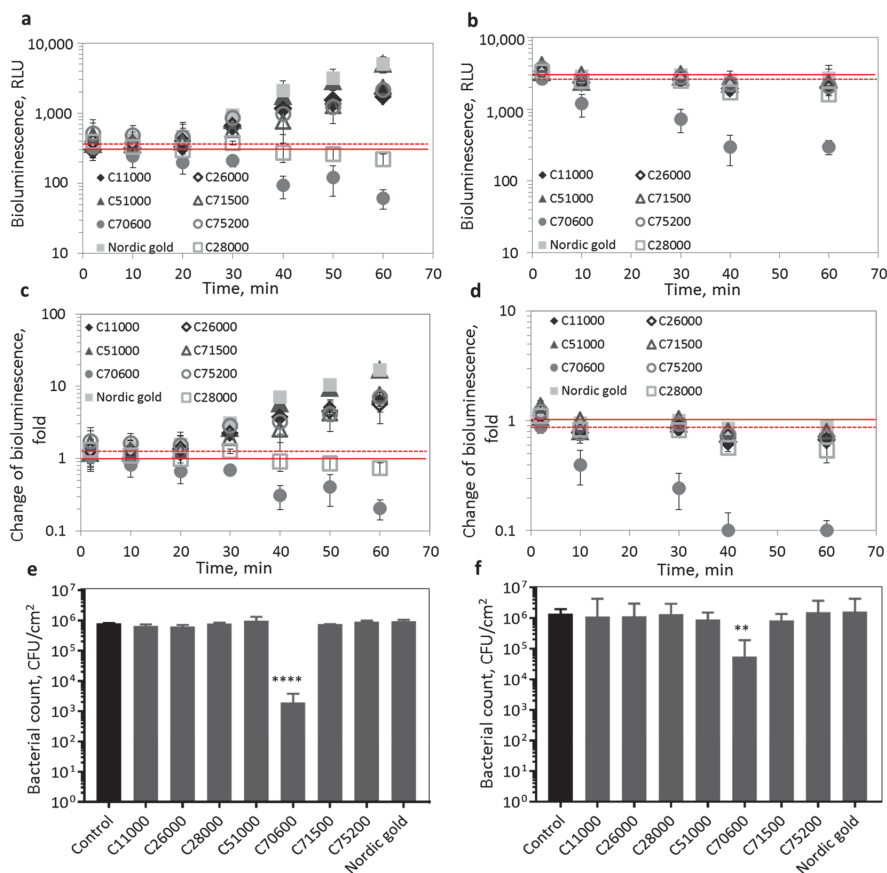 a
Bioluminescence, RLU
10,000
1,000
100
10
C11000
C26000
C51000
C71500
C70600
C75200
Nordic gold
C28000
0 10 20 30 40 50 60 70
Time, min
b
Bioluminescence, RLU
10,000
1,000
100
10
C11000
C26000
C51000
C71500
C70600
C75200
Nordic gold
C28000
0 10 20 30 40 50 60 70
Time, min
c
Change of bioluminescence,
fold
100
10
1
0.1
C11000
C26000
C51000
C71500
C70600
C75200
Nordic gold
C28000
0 10 20 30 40 50 60 70
Time, min
d
Change of bioluminescence,
fold
10
1
0.1
C11000
C26000
C51000
C71500
C70600
C75200
Nordic gold
C28000
0 10 20 30 40 50 60 70
Time, min
e
Bacterial count, CFU/cm²
10⁷
10⁶
10⁵
10⁴
10³
10²
10¹
10⁰
****
Control
C11000
C26000
C28000
C51000
C70600
C71500
C75200
Nordic gold
f
Bacterial count, CFU/cm²
10⁷
10⁶
10⁵
10⁴
10³
10²
10¹
10⁰
**
Control
C11000
C26000
C28000
C51000
C70600
C71500
C75200
Nordic gold